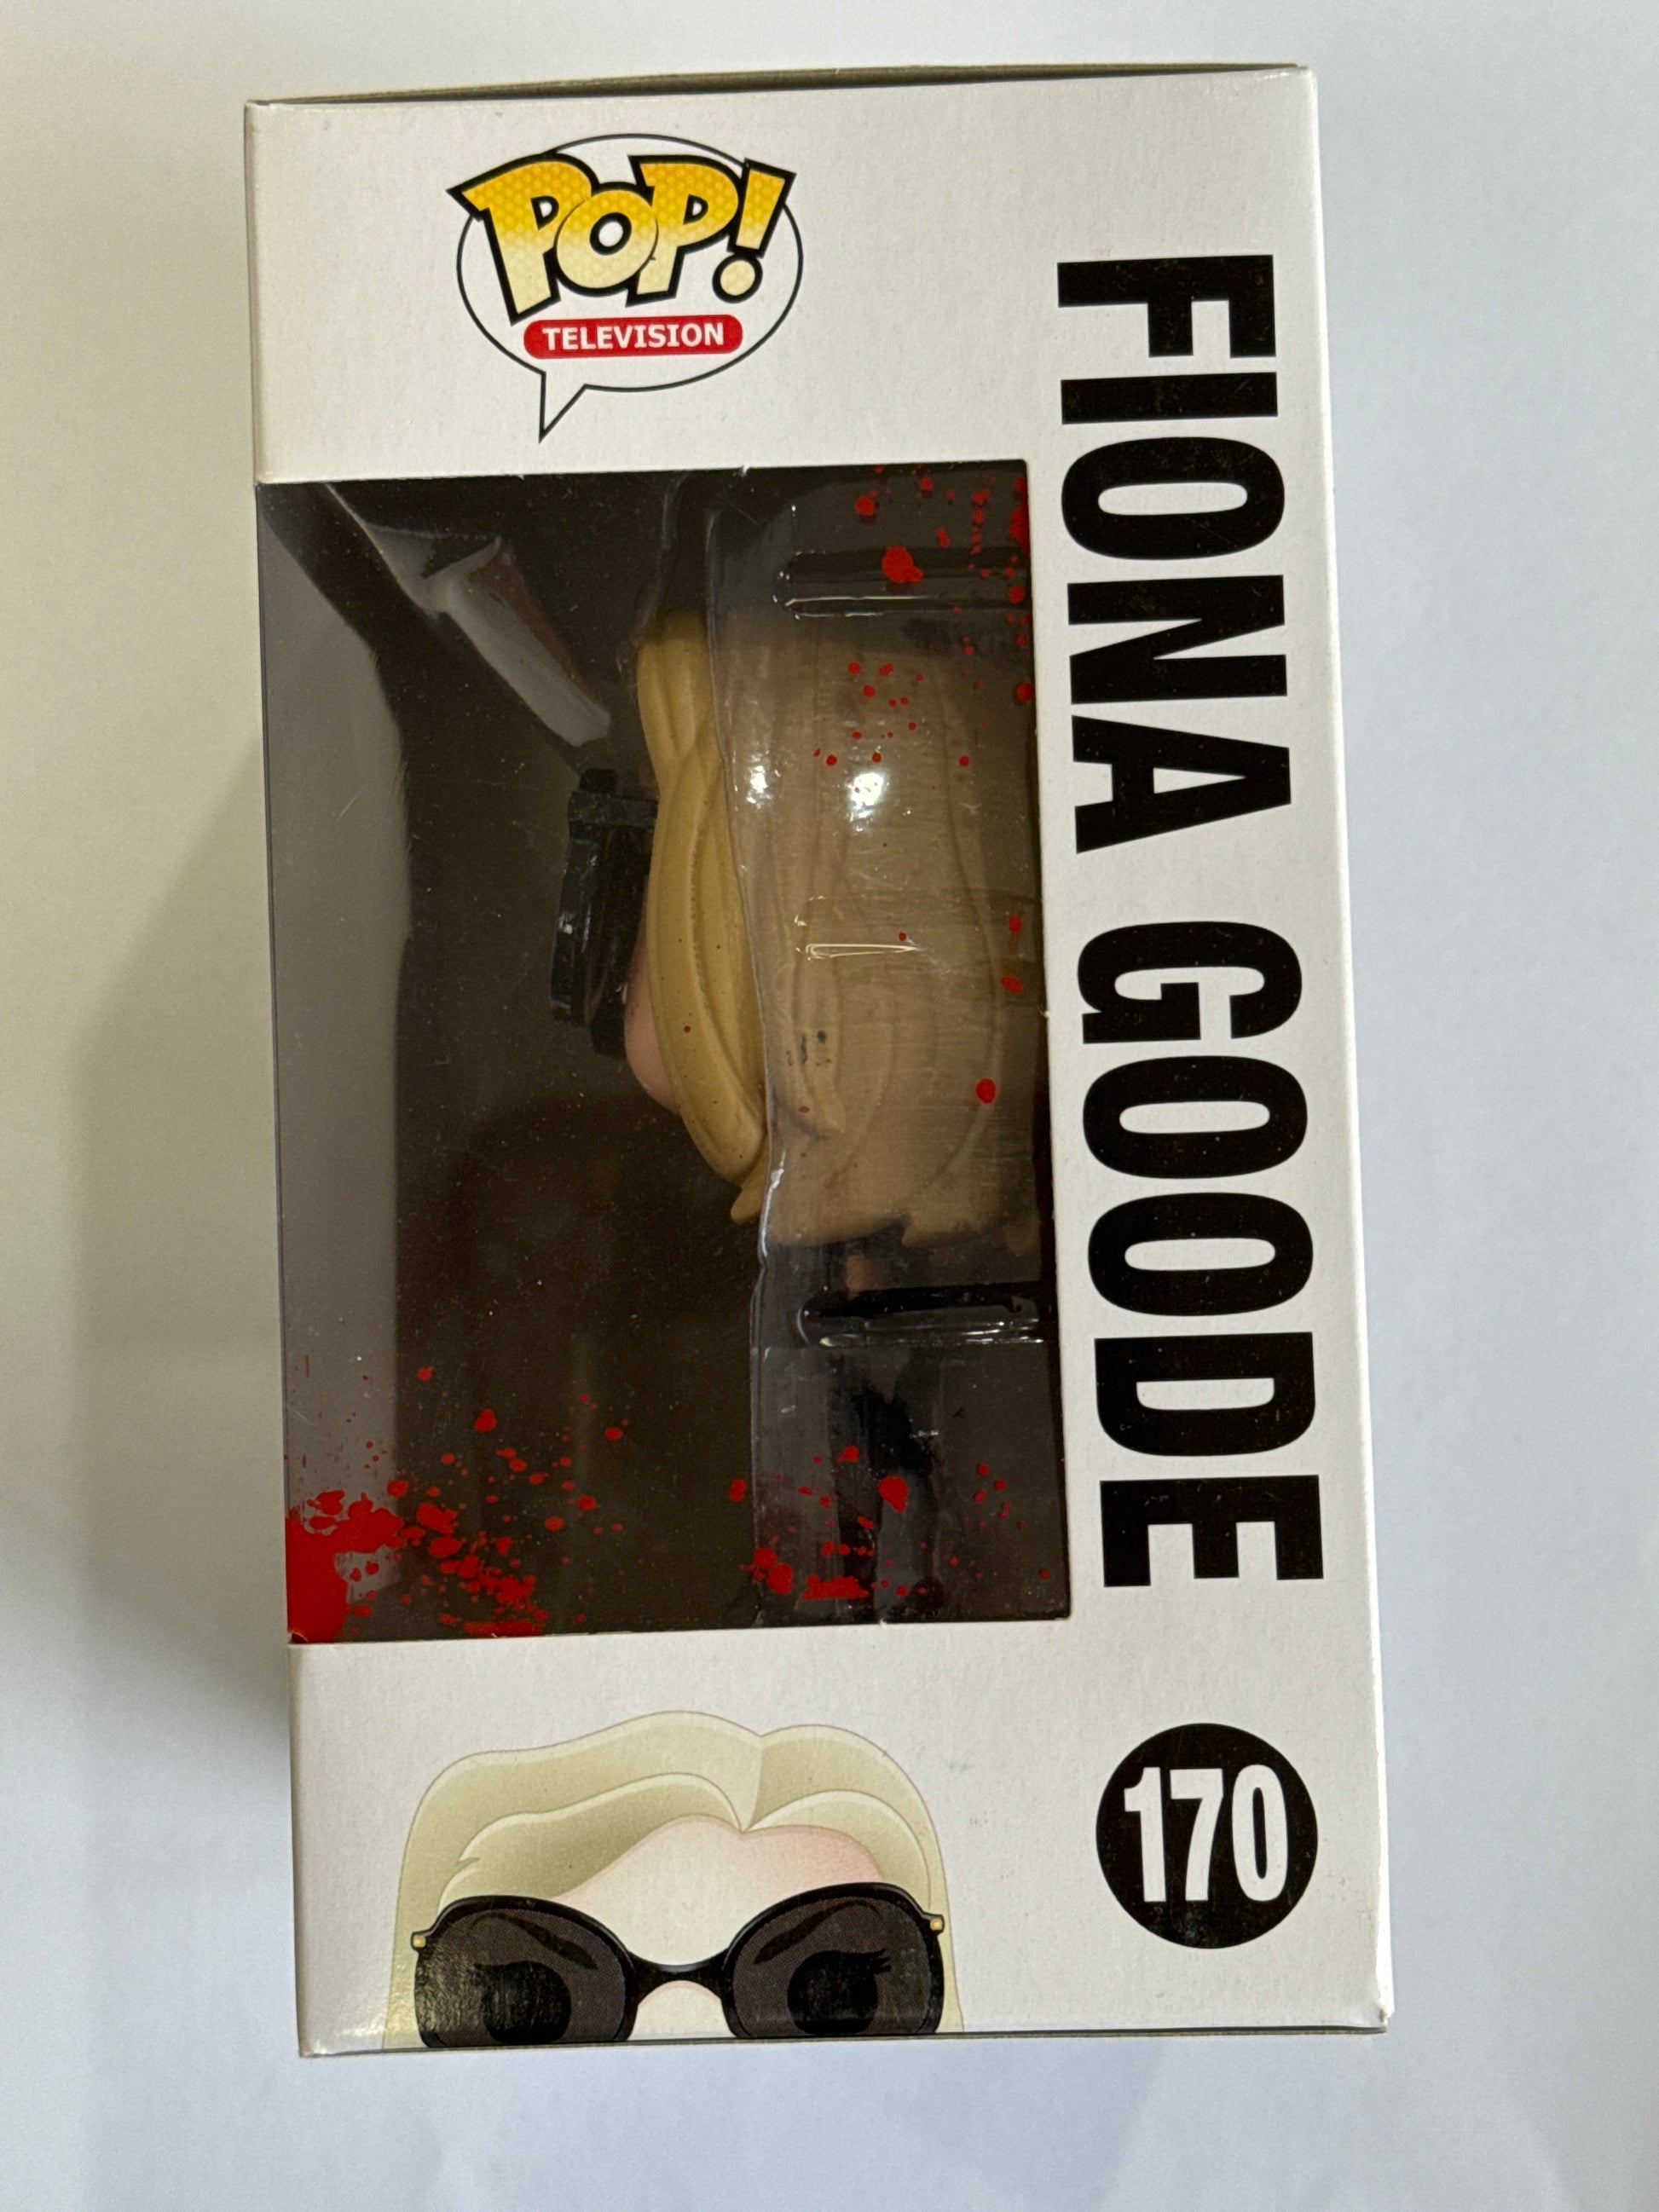 POP!
TELEVISION
FIONA GOODE
170